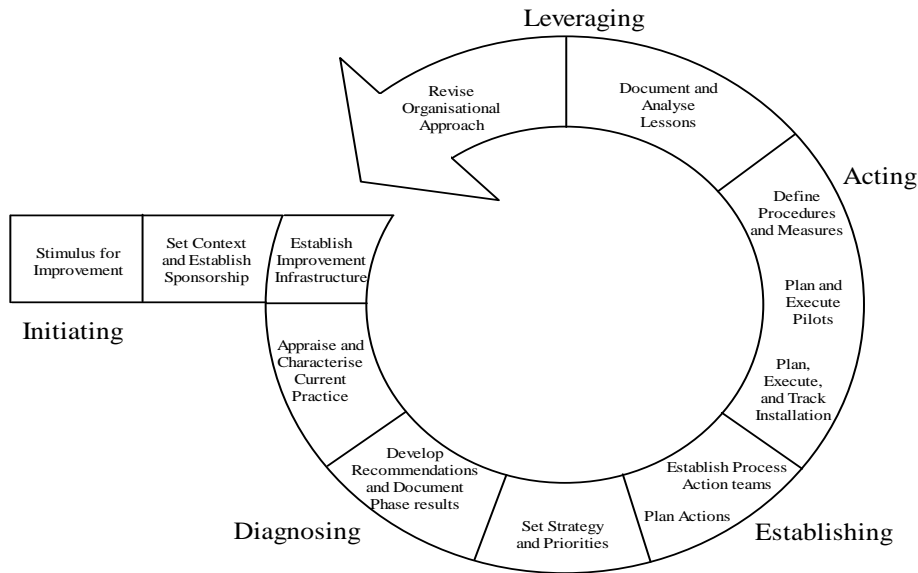 Leveraging
Revise
Organisational
Approach
Document and
Analyse
Lessons
Acting
Define
Procedures
and Measures
Plan and
Execute
Pilots
Plan,
Execute,
and Track
Installation
Stimulus for
Improvement
Set Context
and Establish
Sponsorship
Establish
Improvement
Infrastructure
Initiating
Appraise and
Characterise
Current
Practice
Develop
Recommendations
and Document
Phase results
Diagnosing
Set Strategy
and Priorities
Establish Process
Action teams
Plan Actions
Establishing